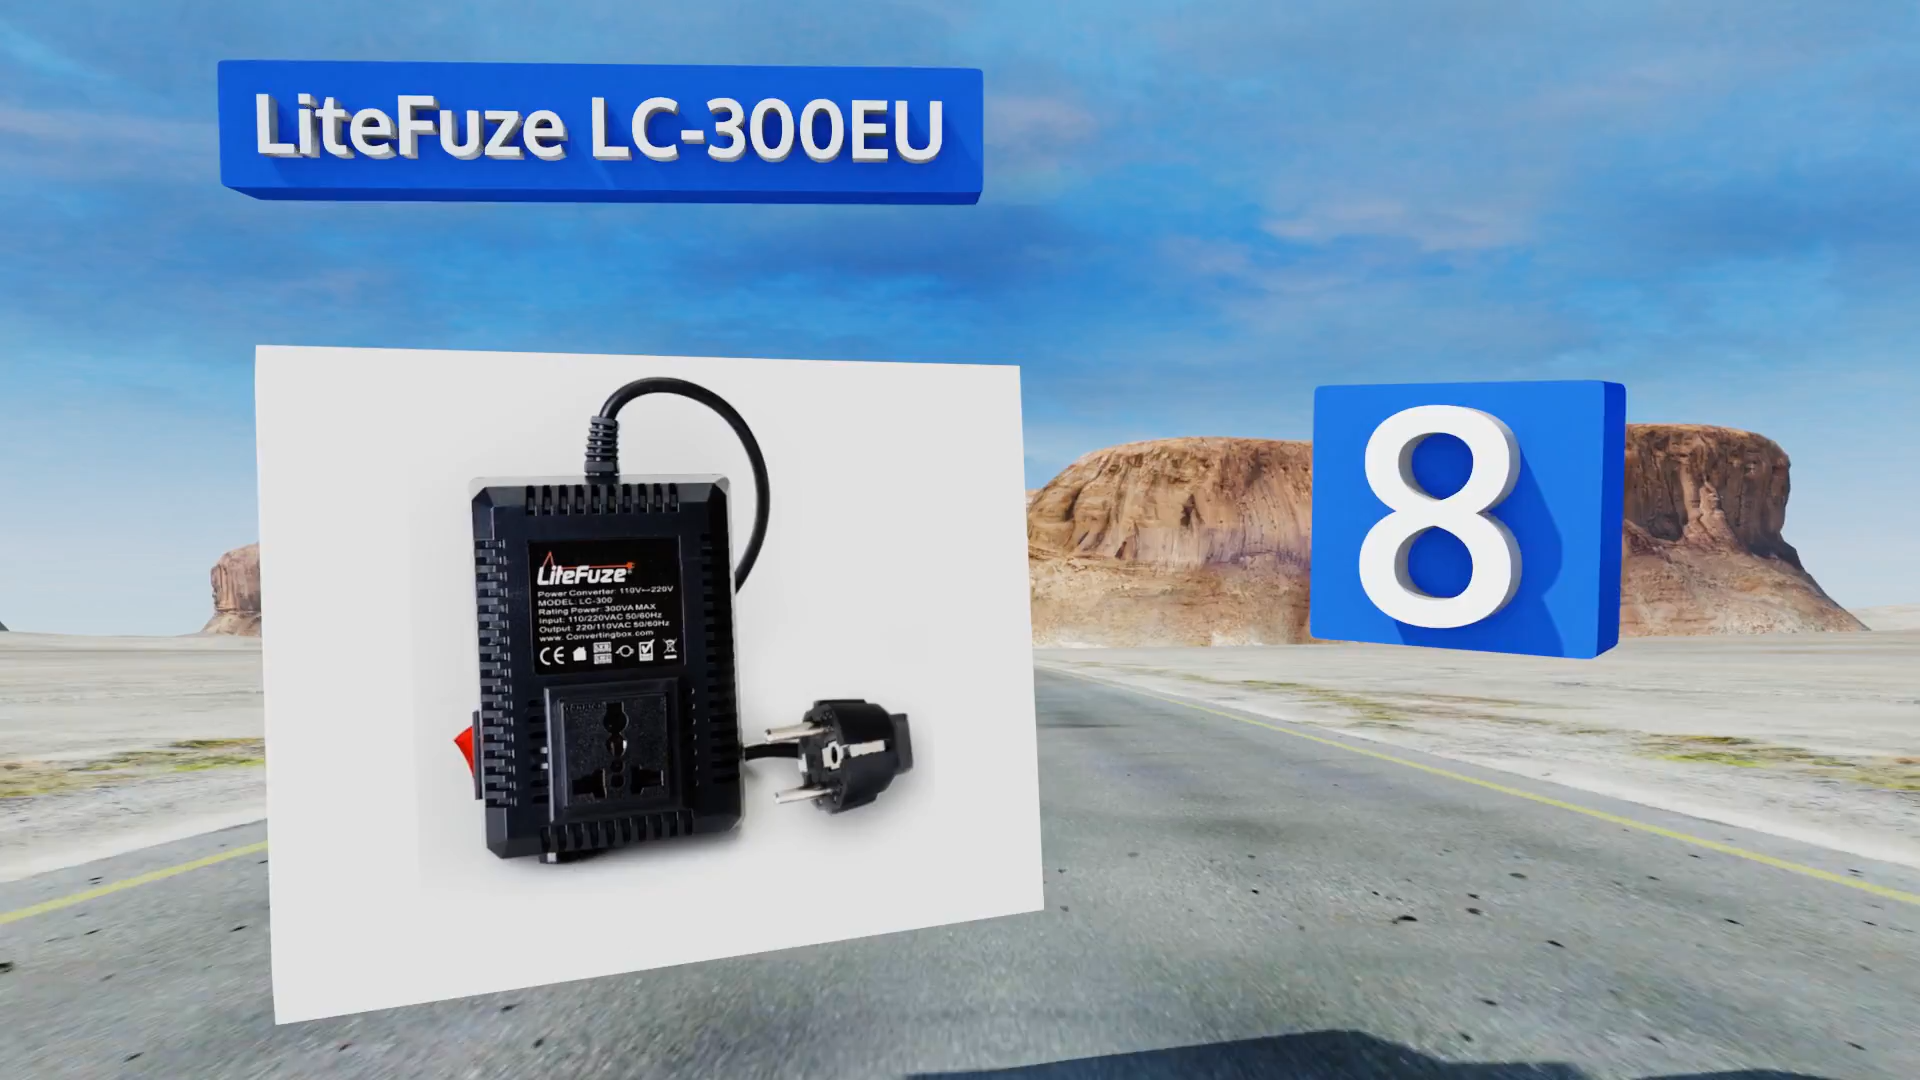 LiteFuze LC-300EU
8
LiteFuze
Power Converter: 110V~220V
MODEL: LC-300
Rating Power: 300VA MAX
Input: 110/220VAC 50/60Hz
Output: 220/110VAC 50/60Hz
www. Convertingbox.com
CE